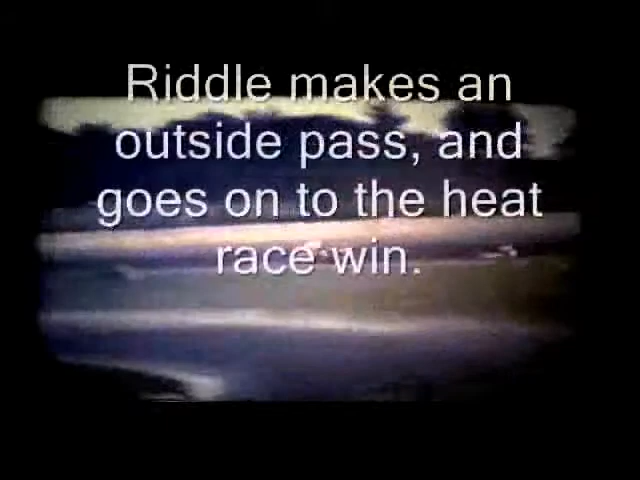 Riddle makes an
outside pass, and
goes on to the heat
race win.